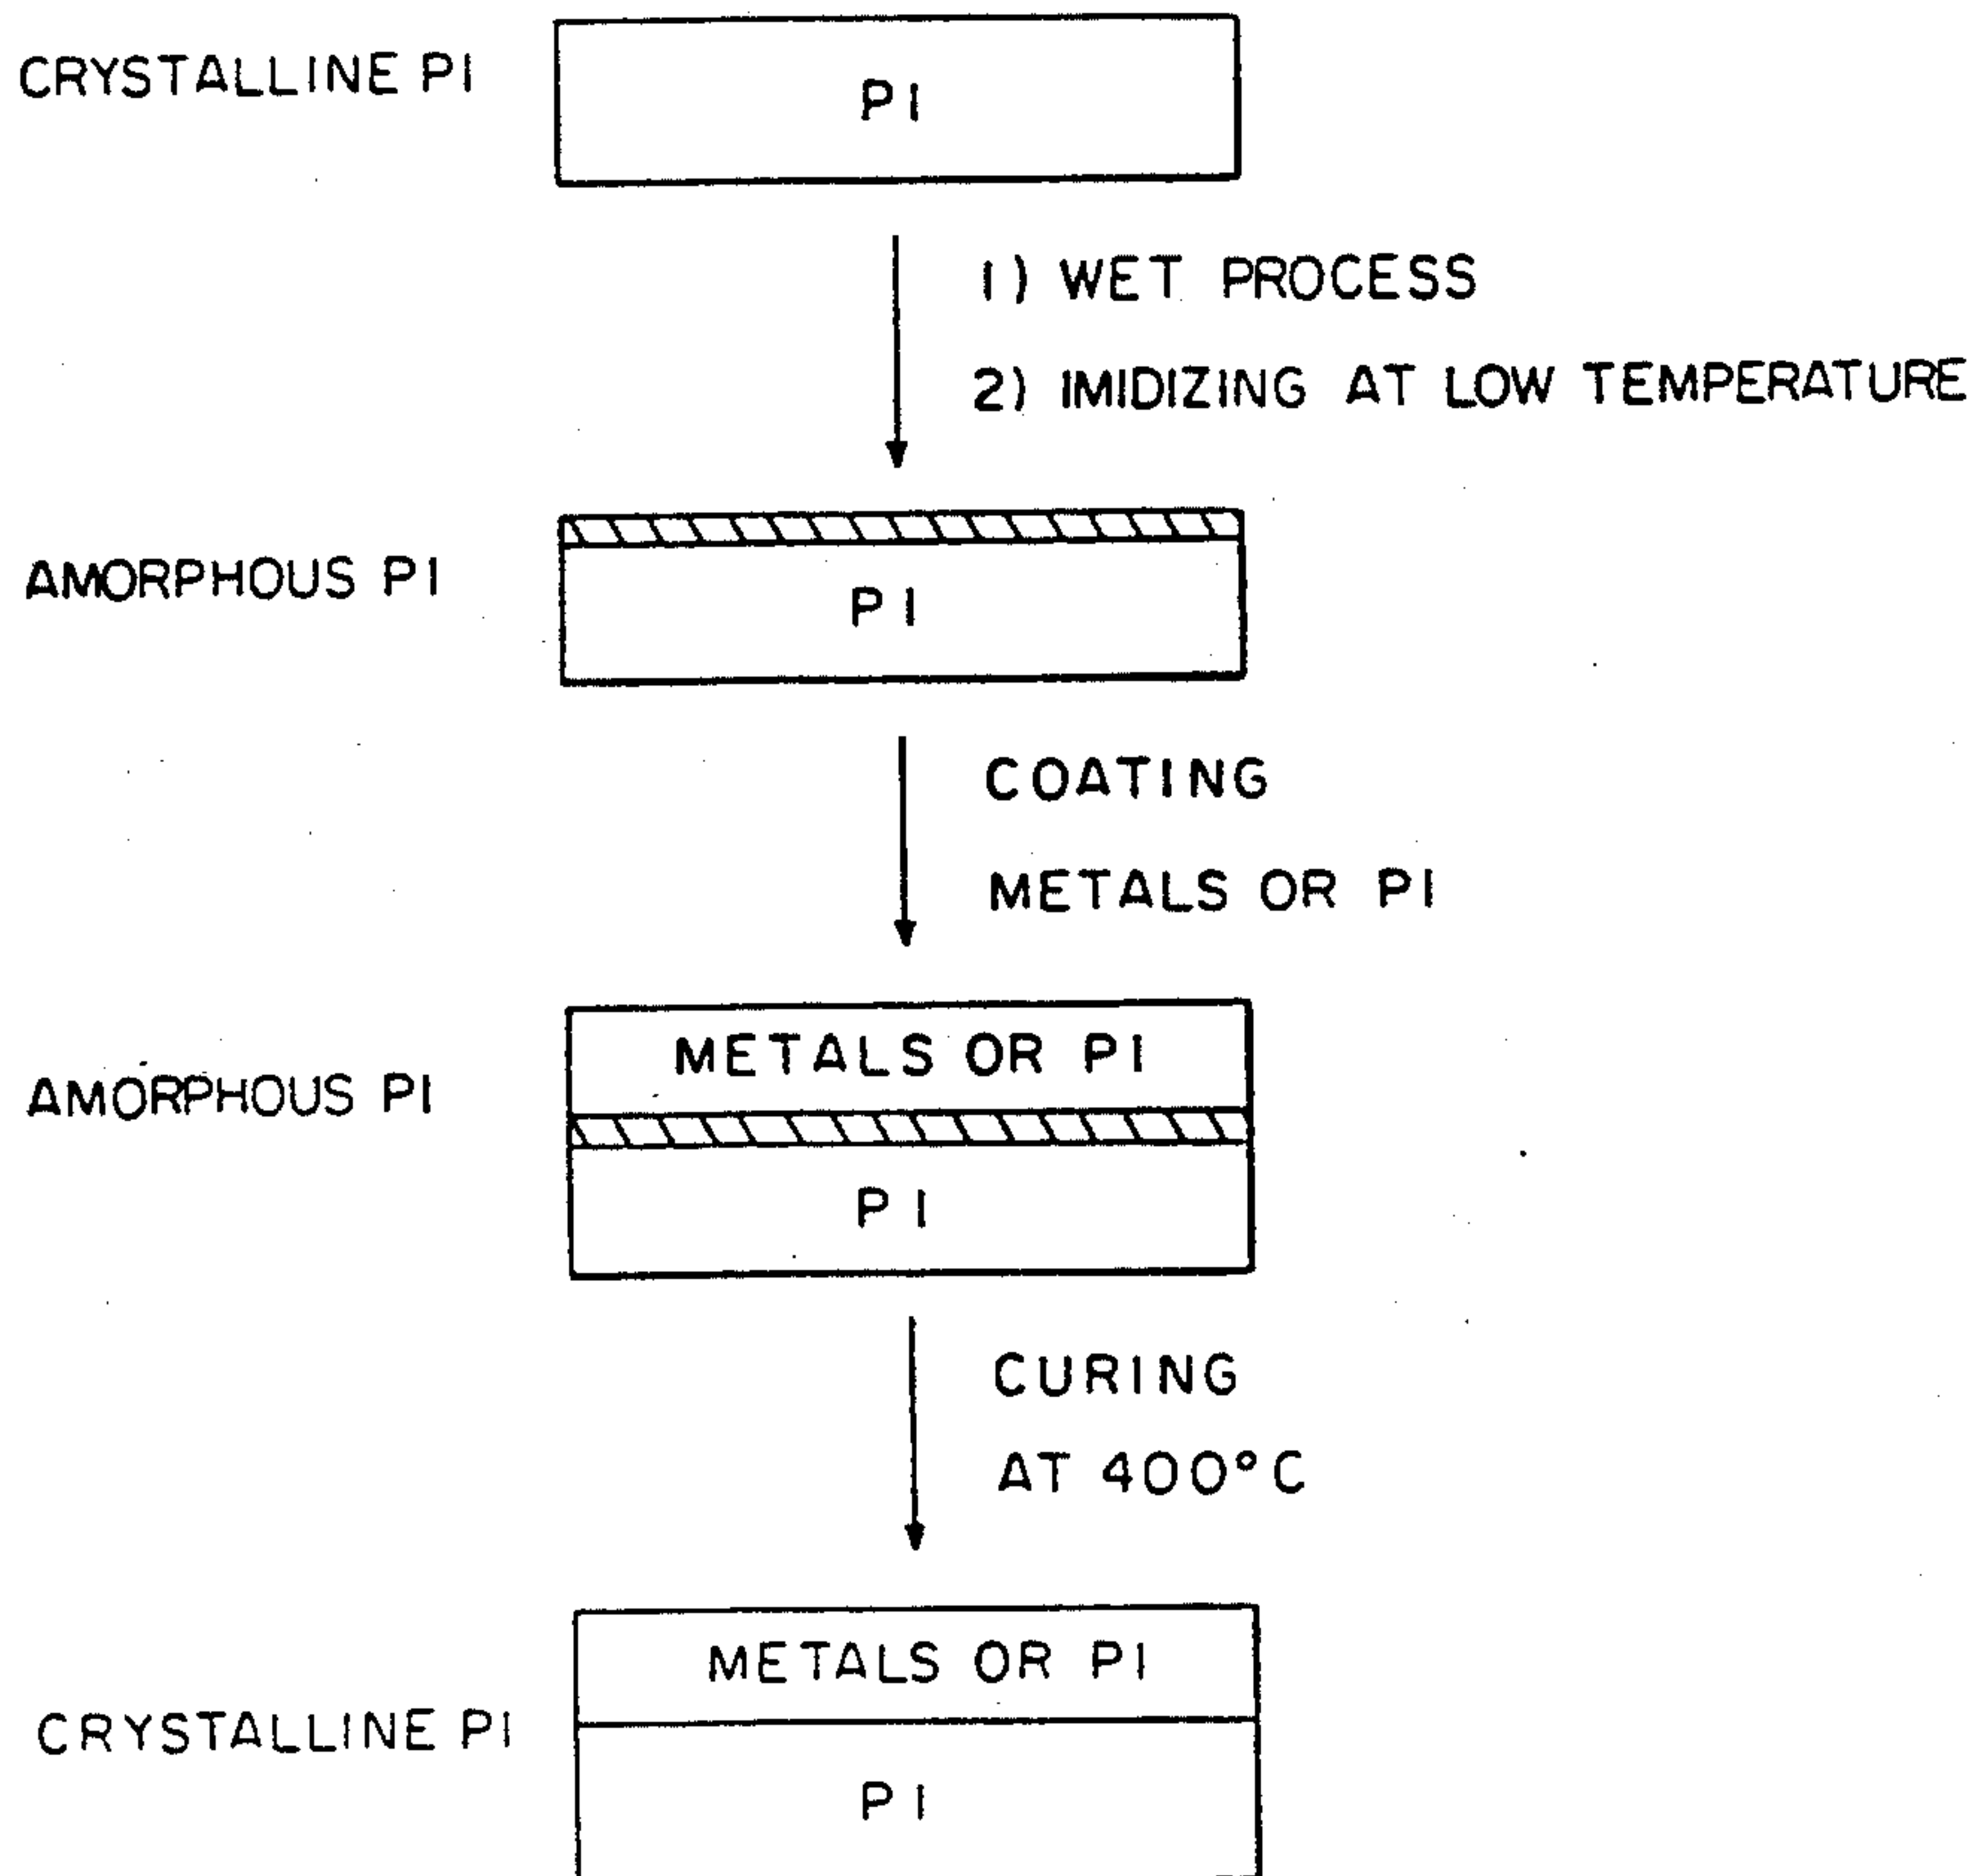 CRYSTALLINE PI
PI
1) WET PROCESS
2) IMIDIZING AT LOW TEMPERATURE
AMORPHOUS PI
PI
COATING
METALS OR PI
METALS OR PI
AMORPHOUS PI
PI
CURING
AT 400°C
METALS OR PI
CRYSTALLINE PI
PI